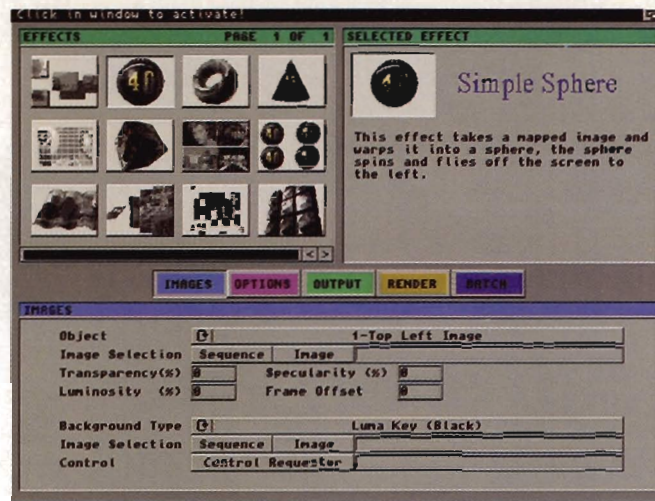 Click in window to activate!
EFFECTS PAGE 1 OF 1
SELECTED EFFECT
40
40
40
Simple Sphere
This effect takes a mapped image and
warps it into a sphere, the sphere
spins and flies off the screen to
the left.
< >
IMAGES OPTIONS OUTPUT RENDER BATCH
IMAGES
Object 1-Top Left Image
Image Selection Sequence Image
Transparency(%) 0 Specularity (%) 0
Luminosity (%) 0 Frame Offset 0
Background Type Luma Key (Black)
Image Selection Sequence Image
Control Control Requester